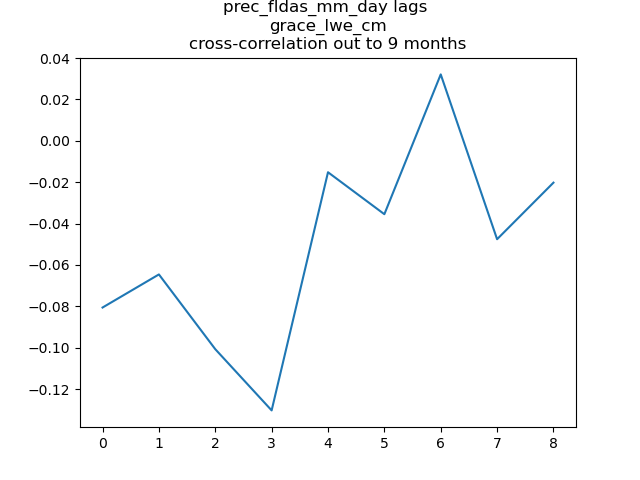 prec_fldas_mm_day lags
grace_lwe_cm
cross-correlation out to 9 months
0.04
0.02
0.00
−0.02
−0.04
−0.06
−0.08
−0.10
−0.12
0 1 2 3 4 5 6 7 8